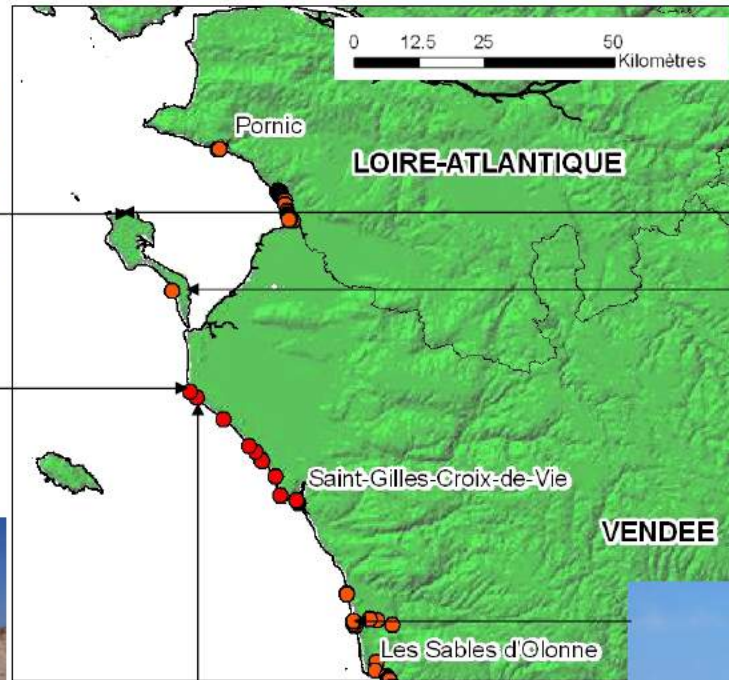 0 12.5 25 50
Kilomètres
Pornic
LOIRE-ATLANTIQUE
Saint-Gilles-Croix-de-Vie
VENDEE
Les Sables d'Olonne